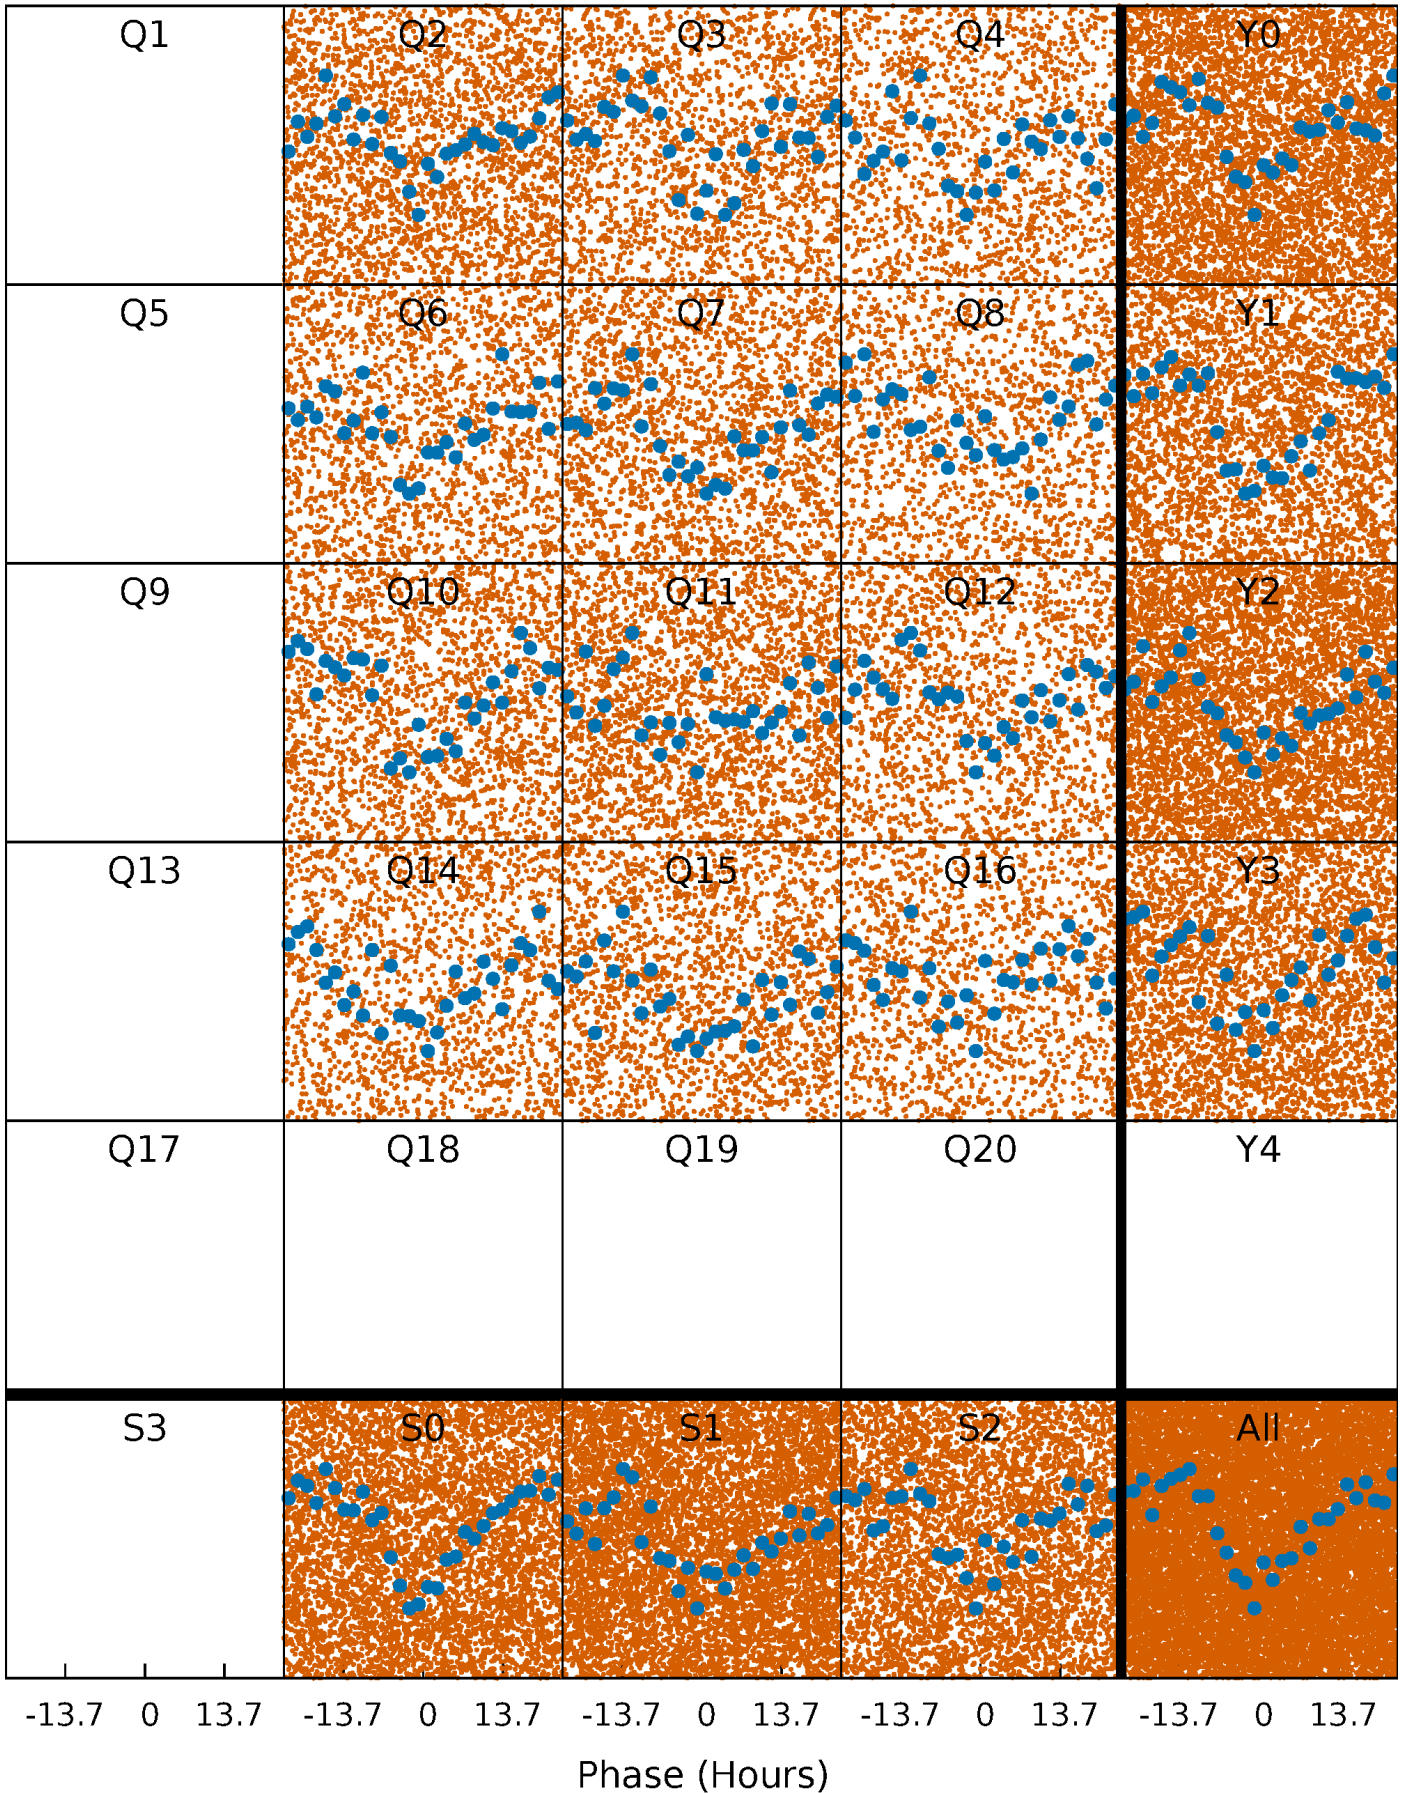 Q1 Q2 Q3 Q4 Y0
Q5 Q6 Q7 Q8 Y1
Q9 Q10 Q11 Q12 Y2
Q13 Q14 Q15 Q16 Y3
Q17 Q18 Q19 Q20 Y4
S3 S0 S1 S2 All
-13.7 0 13.7 -13.7 0 13.7 -13.7 0 13.7 -13.7 0 13.7 -13.7 0 13.7
Phase (Hours)